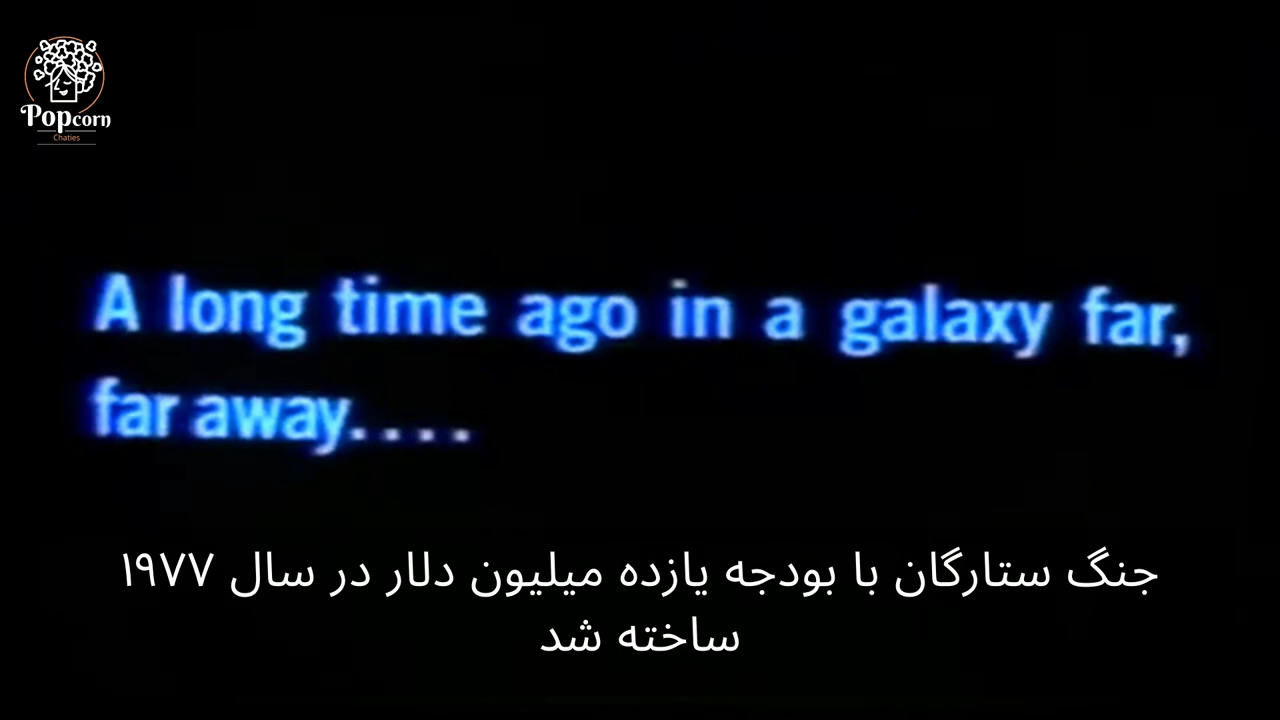 Popcorn
Chaties
A long time ago in a galaxy far,
far away....
جنگ ستارگان با بودجه یازده میلیون دلار در سال ۱۹۷۷
ساخته شد